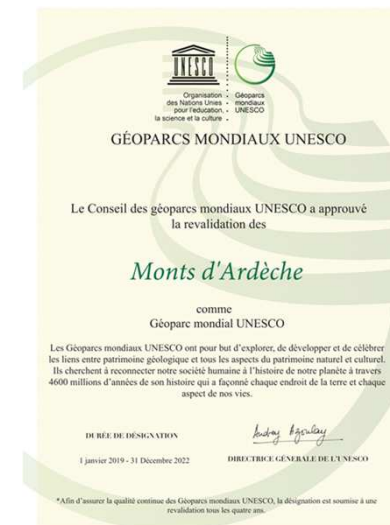 UNESCO
Organisation
des Nations Unies
pour l'éducation,
la science et la culture
Géoparcs
mondiaux
UNESCO
GÉOPARCS MONDIAUX UNESCO
Le Conseil des géoparcs mondiaux UNESCO a approuvé
la revalidation des
Monts d'Ardèche
comme
Géoparc mondial UNESCO
Les Géoparcs mondiaux UNESCO ont pour but d'explorer, de développer et de célébrer
les liens entre patrimoine géologique et tous les aspects du patrimoine naturel et culturel.
Ils cherchent à reconnecter notre société humaine à l'histoire de notre planète à travers
4600 millions d'années de son histoire qui a façonné chaque endroit de la terre et chaque
aspect de nos vies.
DURÉE DE DÉSIGNATION
1 janvier 2019 - 31 Décembre 2022
Audrey Azoulay
DIRECTRICE GÉNÉRALE DE L'UNESCO
*Afin d'assurer la qualité continue des Géoparcs mondiaux UNESCO, la désignation est soumise à une
revalidation tous les quatre ans.